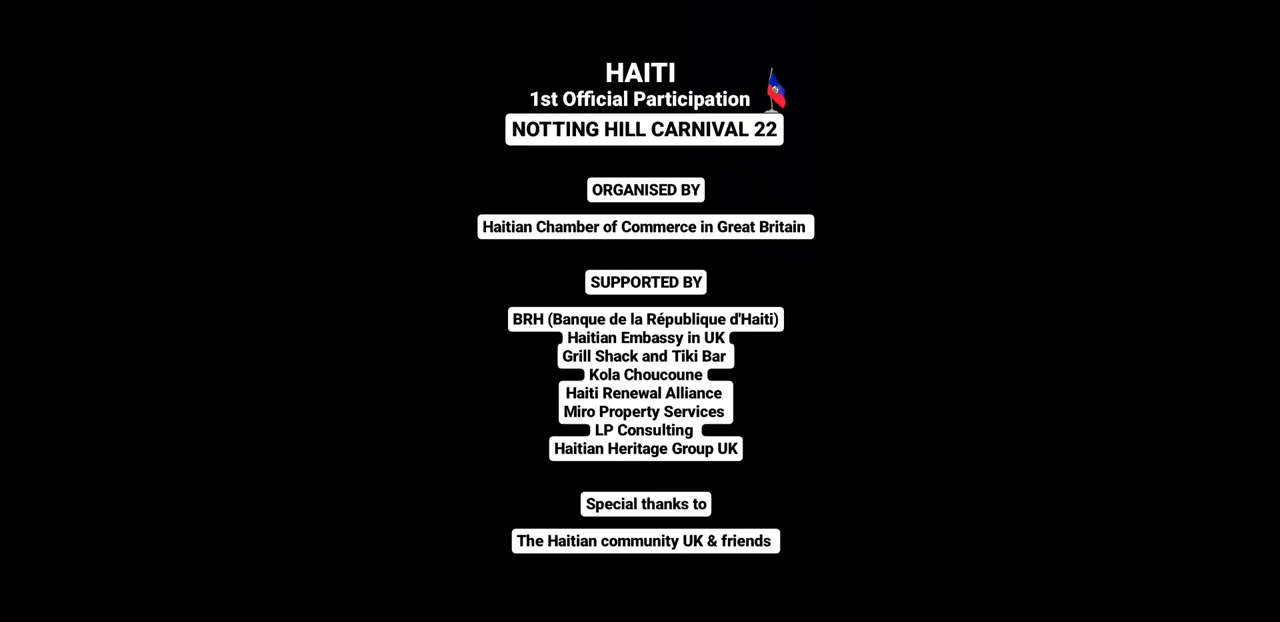 HAITI
1st Official Participation
NOTTING HILL CARNIVAL 22
ORGANISED BY
Haitian Chamber of Commerce in Great Britain
SUPPORTED BY
BRH (Banque de la République d'Haiti)
Haitian Embassy in UK
Grill Shack and Tiki Bar
Kola Choucoune
Haiti Renewal Alliance
Miro Property Services
LP Consulting
Haitian Heritage Group UK
Special thanks to
The Haitian community UK & friends